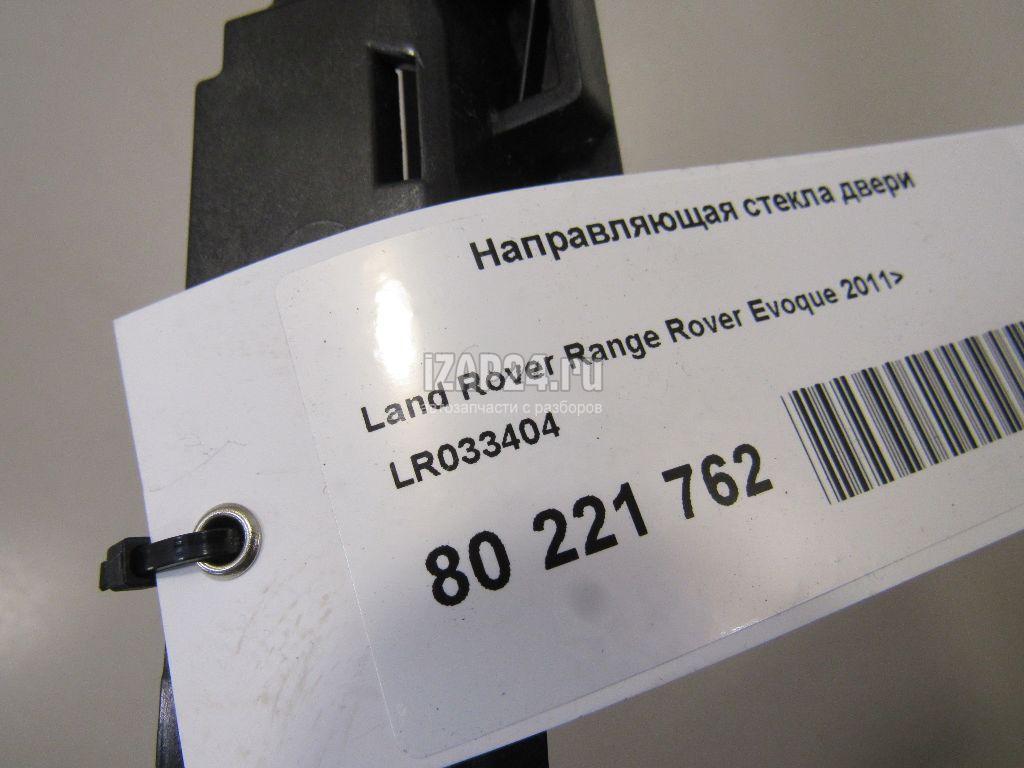 Направляющая стекла двери
Land Rover Range Rover Evoque 2011>
iZAP24.ru
автозапчасти с разборов
LR033404
80 221 762